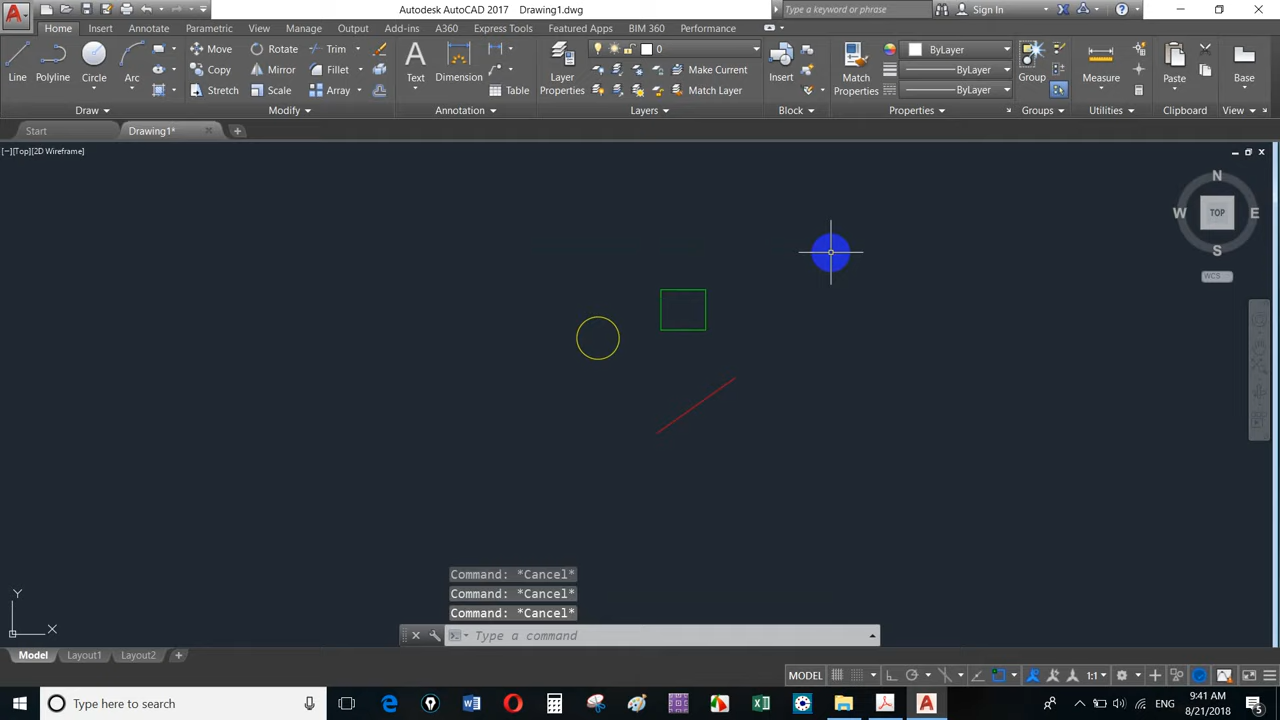 Autodesk AutoCAD 2017 Drawing1.dwg
Type a keyword or phrase
Sign In
Home Insert Annotate Parametric View Manage Output Add-ins A360 Express Tools Featured Apps BIM 360 Performance
Line
Polyline
Circle
Arc
Move
Rotate
Trim
Copy
Mirror
Fillet
Stretch
Scale
Array
Text
Dimension
Table
Layer
Properties
0
Make Current
Match Layer
Insert
Match
Properties
ByLayer
ByLayer
ByLayer
Group
Measure
Paste
Base
Draw
Modify
Annotation
Layers
Block
Properties
Groups
Utilities
Clipboard
View
Start
Drawing1*
[−][Top][2D Wireframe]
N
W
TOP
E
S
WCS
Y
X
Command: *Cancel*
Command: *Cancel*
Command: *Cancel*
Type a command
Model
Layout1
Layout2
MODEL
1:1
Type here to search
ENG
9:41 AM
8/21/2018